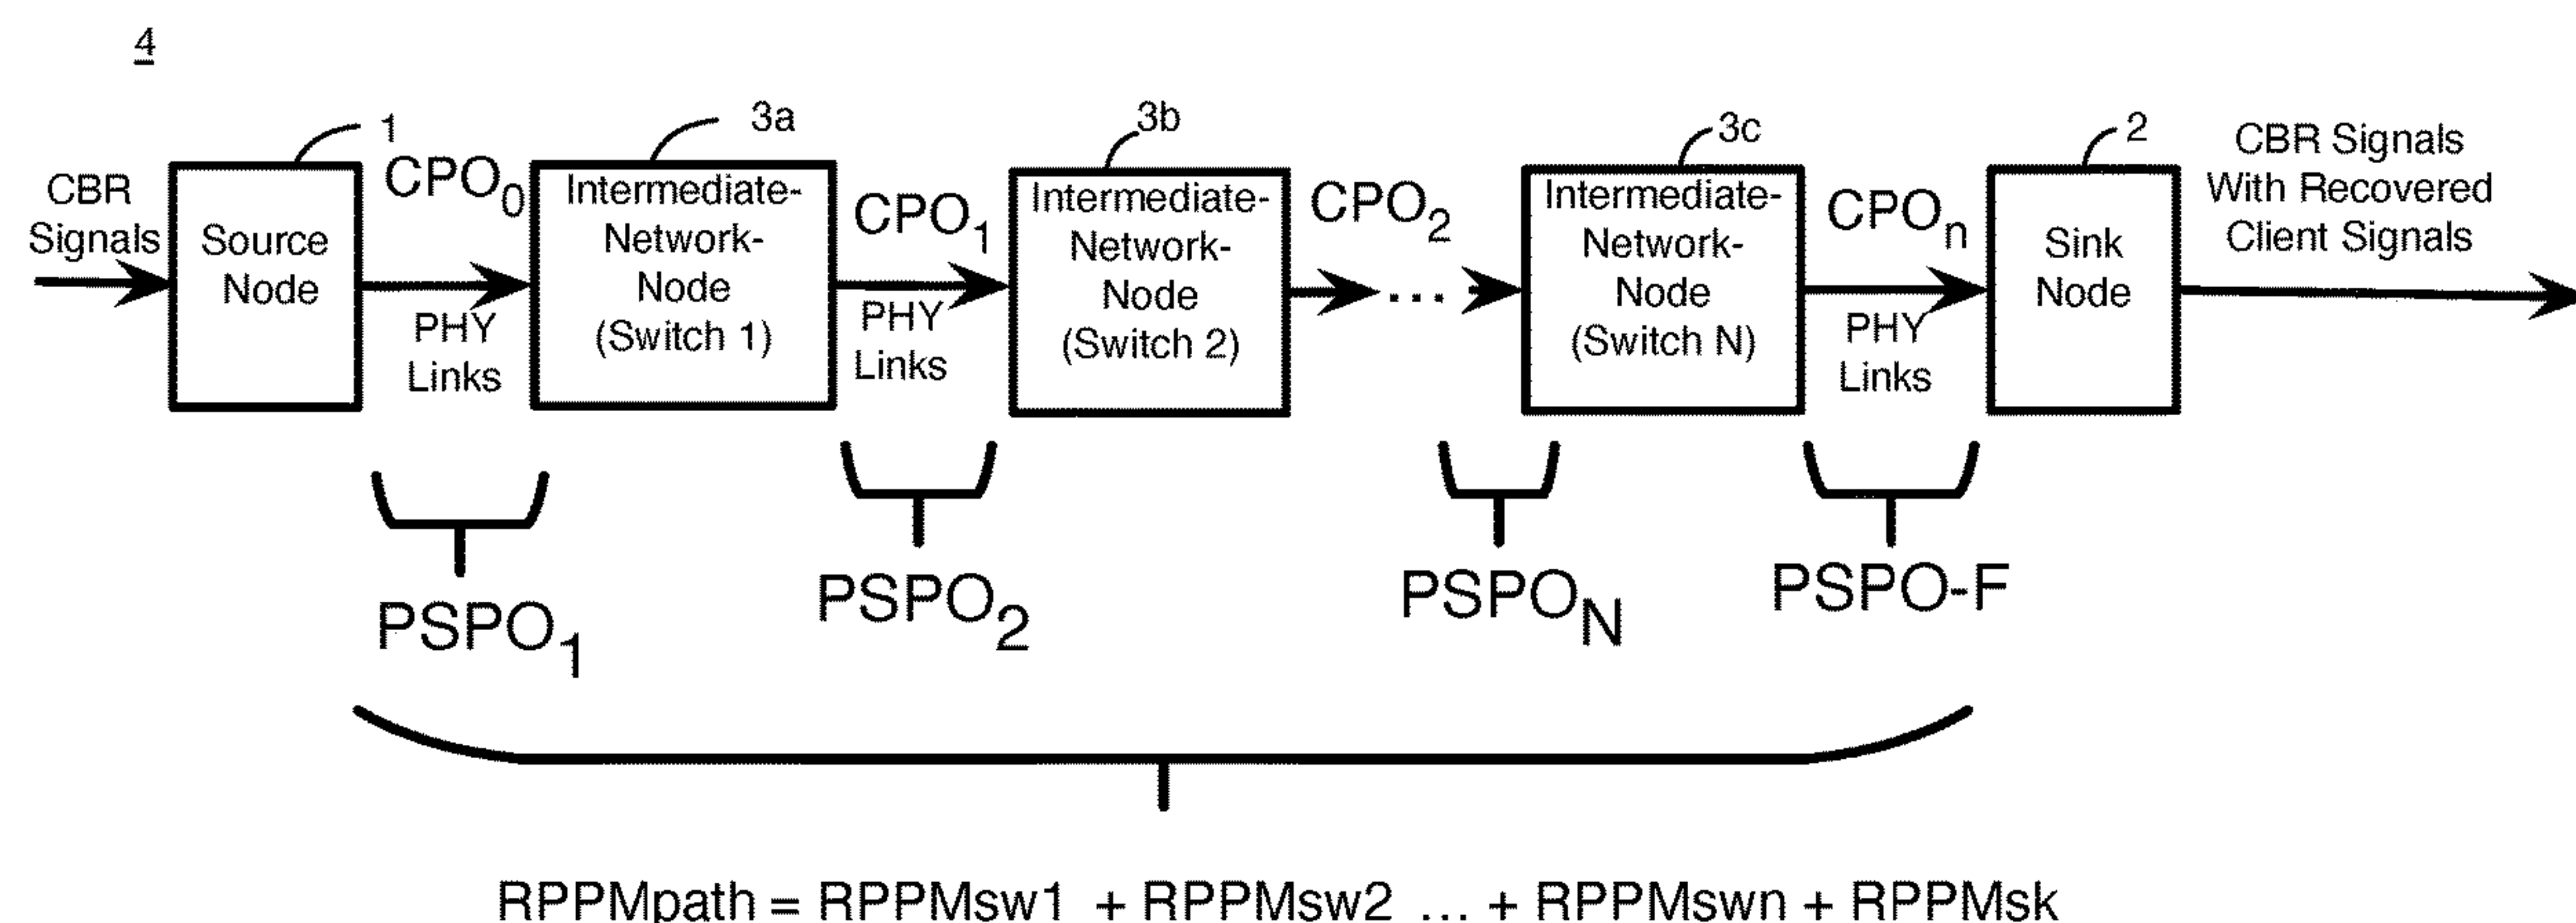 4
1
3a
3b
3c
2
CBR
Signals
Source
Node
CPO0
PHY
Links
Intermediate-
Network-
Node
(Switch 1)
CPO1
PHY
Links
Intermediate-
Network-
Node
(Switch 2)
CPO2
...
Intermediate-
Network-
Node
(Switch N)
CPOn
PHY
Links
Sink
Node
CBR Signals
With Recovered
Client Signals
PSPO1
PSPO2
PSPON
PSPO-F
RPPMpath = RPPMsw1 + RPPMsw2 ... + RPPMswn + RPPMsk